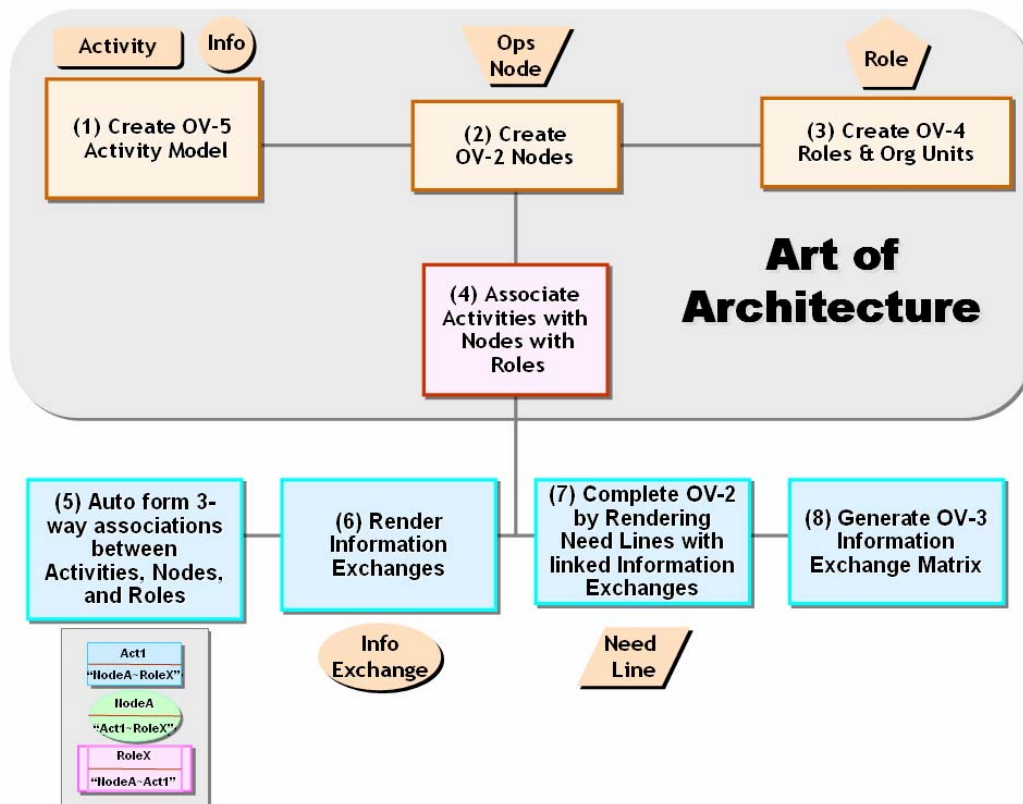 Activity
Info
Ops
Node
Role
(1) Create OV-5
Activity Model
(2) Create
OV-2 Nodes
(3) Create OV-4
Roles & Org Units
Art of
Architecture
(4) Associate
Activities with
Nodes with
Roles
(5) Auto form 3-
way associations
between
Activities, Nodes,
and Roles
(6) Render
Information
Exchanges
(7) Complete OV-2
by Rendering
Need Lines with
linked Information
Exchanges
(8) Generate OV-3
Information
Exchange Matrix
Info
Exchange
Need
Line
Act1
“NodeA~RoleX”
NodeA
“Act1~RoleX”
RoleX
“NodeA~Act1”